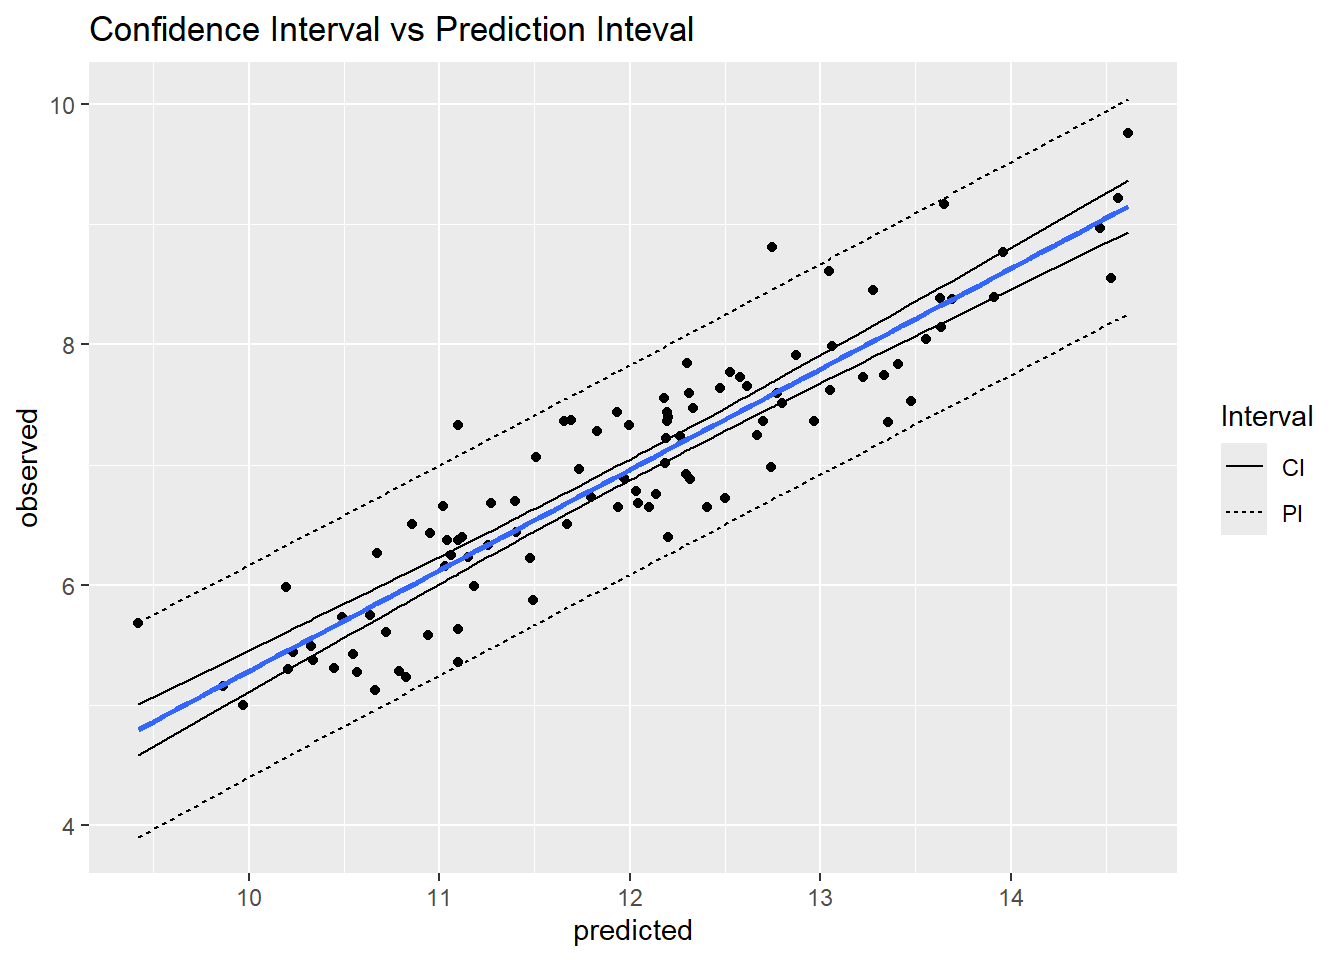 Confidence Interval vs Prediction Inteval
10
8
6
4
observed
10 11 12 13 14
predicted
Interval
CI
PI